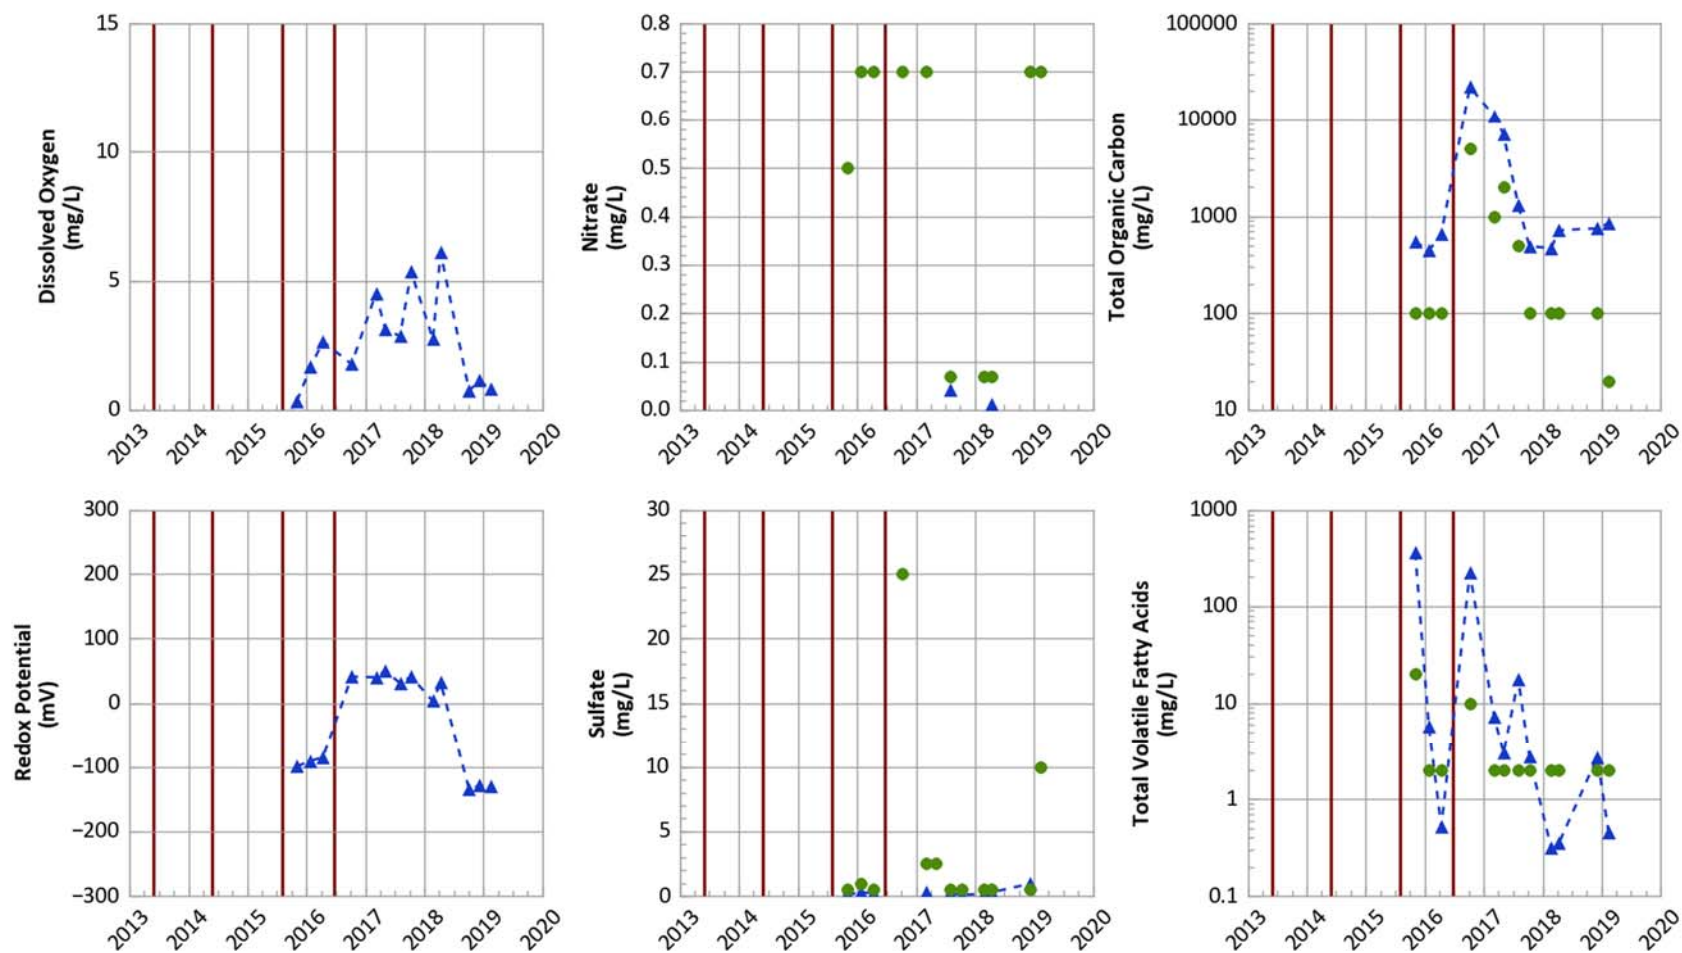 Dissolved Oxygen
(mg/L)
15
10
5
0
2013 2014 2015 2016 2017 2018 2019 2020
Nitrate
(mg/L)
0.8
0.7
0.6
0.5
0.4
0.3
0.2
0.1
0.0
2013 2014 2015 2016 2017 2018 2019 2020
Total Organic Carbon
(mg/L)
100000
10000
1000
100
10
2013 2014 2015 2016 2017 2018 2019 2020
Redox Potential
(mV)
300
200
100
0
−100
−200
−300
2013 2014 2015 2016 2017 2018 2019 2020
Sulfate
(mg/L)
30
25
20
15
10
5
0
2013 2014 2015 2016 2017 2018 2019 2020
Total Volatile Fatty Acids
(mg/L)
1000
100
10
1
0.1
2013 2014 2015 2016 2017 2018 2019 2020